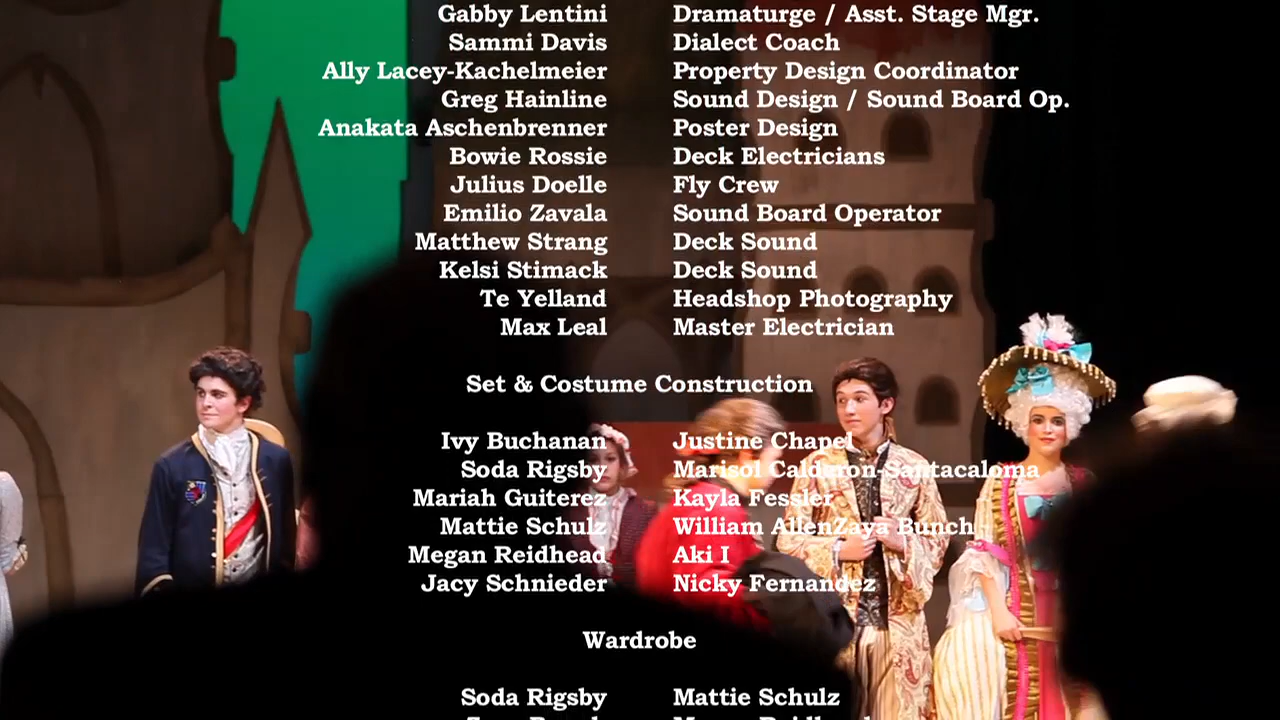 Gabby Lentini Dramaturge / Asst. Stage Mgr.
Sammi Davis Dialect Coach
Ally Lacey-Kachelmeier Property Design Coordinator
Greg Hainline Sound Design / Sound Board Op.
Anakata Aschenbrenner Poster Design
Bowie Rossie Deck Electricians
Julius Doelle Fly Crew
Emilio Zavala Sound Board Operator
Matthew Strang Deck Sound
Kelsi Stimack Deck Sound
Te Yelland Headshop Photography
Max Leal Master Electrician
Set & Costume Construction
Ivy Buchanan Justine Chapel
Soda Rigsby Marisol Calderon-Santacaloma
Mariah Guiterez Kayla Fessler
Mattie Schulz William AllenZaya Bunch
Megan Reidhead Aki I
Jacy Schnieder Nicky Fernandez
Wardrobe
Soda Rigsby Mattie Schulz